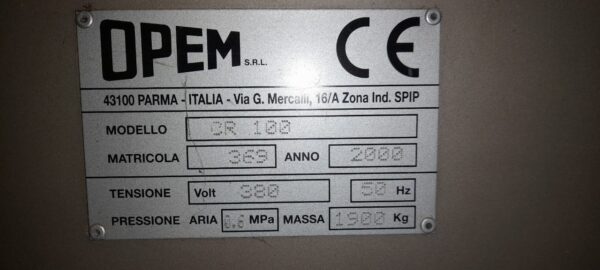 OPEM S.R.L. CE
43100 PARMA - ITALIA - Via G. Mercalli, 16/A Zona Ind. SPIP
MODELLO CR 100
MATRICOLA 369 ANNO 2000
TENSIONE Volt 380 50 Hz
PRESSIONE ARIA 0.6 MPa MASSA 1900 Kg